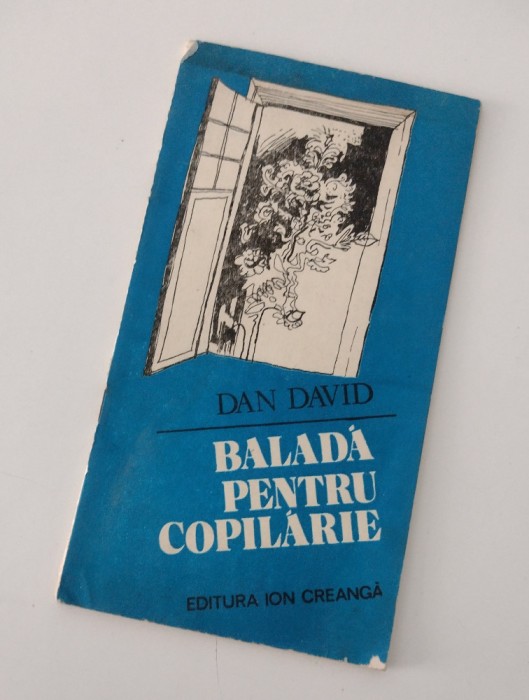 DAN DAVID
BALADĂ
PENTRU
COPILĂRIE
EDITURA ION CREANGĂ